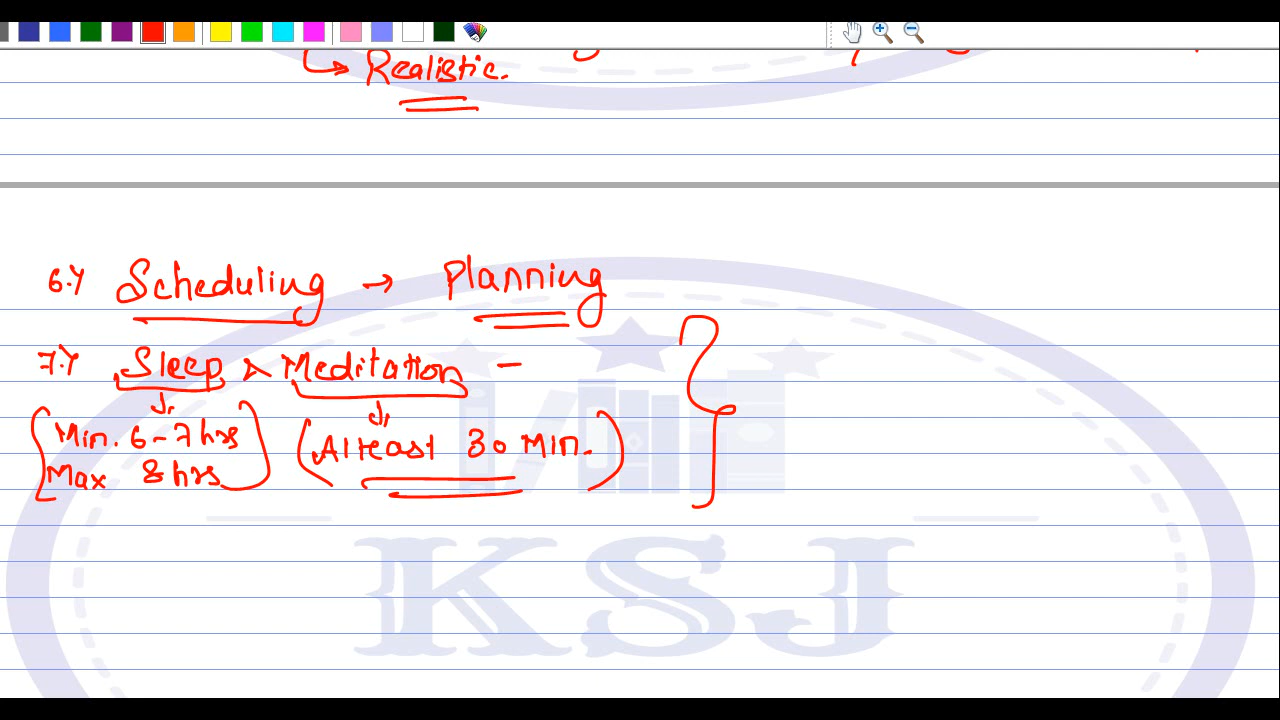 ↳ Realistic.
6.) Scheduling → Planning
7.) Sleep & Meditation -
Min. 6-7 hrs
Max 8 hrs
(Atleast 30 Min.)
KSJ